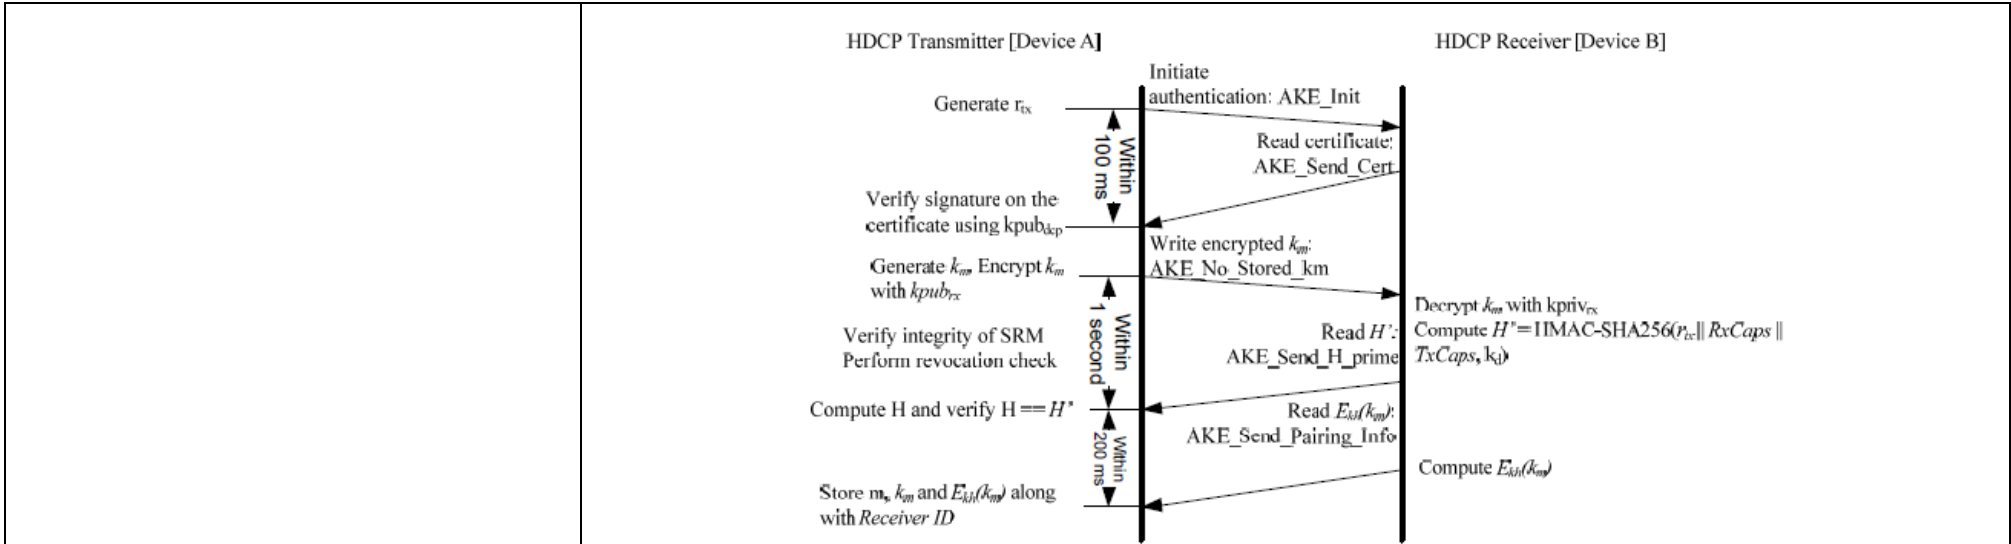 HDCP Transmitter [Device A]
HDCP Receiver [Device B]
Initiate
authentication: AKE_Init
Generate rtx
Within
100 ms
Read certificate:
AKE_Send_Cert
Verify signature on the
certificate using kpubdcp
Write encrypted km:
AKE_No_Stored_km
Generate km, Encrypt km
with kpubrx
Within
1 second
Decrypt km with kprivrx
Compute H'=HMAC-SHA256(rtx|| RxCaps ||
TxCaps, kd)
Read H':
AKE_Send_H_prime
Verify integrity of SRM
Perform revocation check
Compute H and verify H == H'
Read Ekh(km):
AKE_Send_Pairing_Info
Within
200 ms
Compute Ekh(km)
Store m, km and Ekh(km) along
with Receiver ID